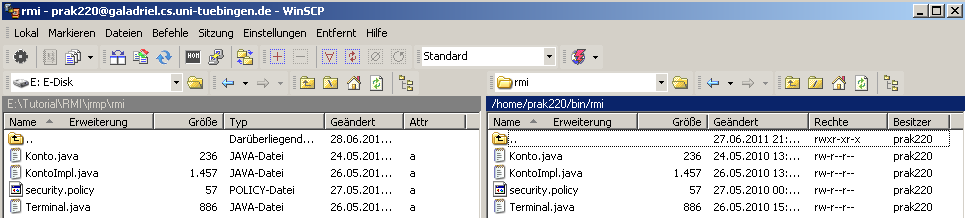 rmi - prak220@galadriel.cs.uni-tuebingen.de - WinSCP
Lokal Markieren Dateien Befehle Sitzung Einstellungen Entfernt Hilfe
Standard
E: E-Disk
rmi
E:\Tutorial\RMI\jmp\rmi
/home/prak220/bin/rmi
Name Erweiterung Größe Typ Geändert Attr
.. Darüberliegend... 28.06.201...
Konto.java 236 JAVA-Datei 24.05.201... a
KontoImpl.java 1.457 JAVA-Datei 26.05.201... a
security.policy 57 POLICY-Datei 27.05.201... a
Terminal.java 886 JAVA-Datei 26.05.201... a
Name Erweiterung Größe Geändert Rechte Besitzer
.. 27.06.2011 21:... rwxr-xr-x prak220
Konto.java 236 24.05.2010 13:... rw-r--r-- prak220
KontoImpl.java 1.457 26.05.2010 13:... rw-r--r-- prak220
security.policy 57 27.05.2010 00:... rw-r--r-- prak220
Terminal.java 886 26.05.2010 15:... rw-r--r-- prak220